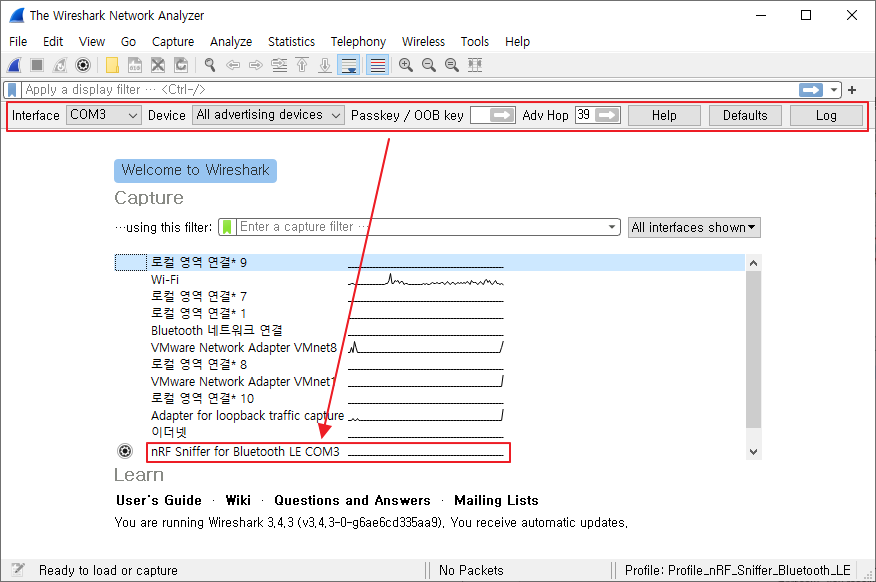 The Wireshark Network Analyzer
File Edit View Go Capture Analyze Statistics Telephony Wireless Tools Help
Apply a display filter ··· <Ctrl-/>
Interface COM3 Device All advertising devices Passkey / OOB key Adv Hop 39 Help Defaults Log
Welcome to Wireshark
Capture
···using this filter: Enter a capture filter ··· All interfaces shown
로컬 영역 연결* 9
Wi-Fi
로컬 영역 연결* 7
로컬 영역 연결* 1
Bluetooth 네트워크 연결
VMware Network Adapter VMnet8
로컬 영역 연결* 8
VMware Network Adapter VMnet1
로컬 영역 연결* 10
Adapter for loopback traffic capture
이더넷
nRF Sniffer for Bluetooth LE COM3
Learn
User's Guide · Wiki · Questions and Answers · Mailing Lists
You are running Wireshark 3.4.3 (v3.4.3-0-g6ae6cd335aa9). You receive automatic updates.
Ready to load or capture No Packets Profile: Profile_nRF_Sniffer_Bluetooth_LE